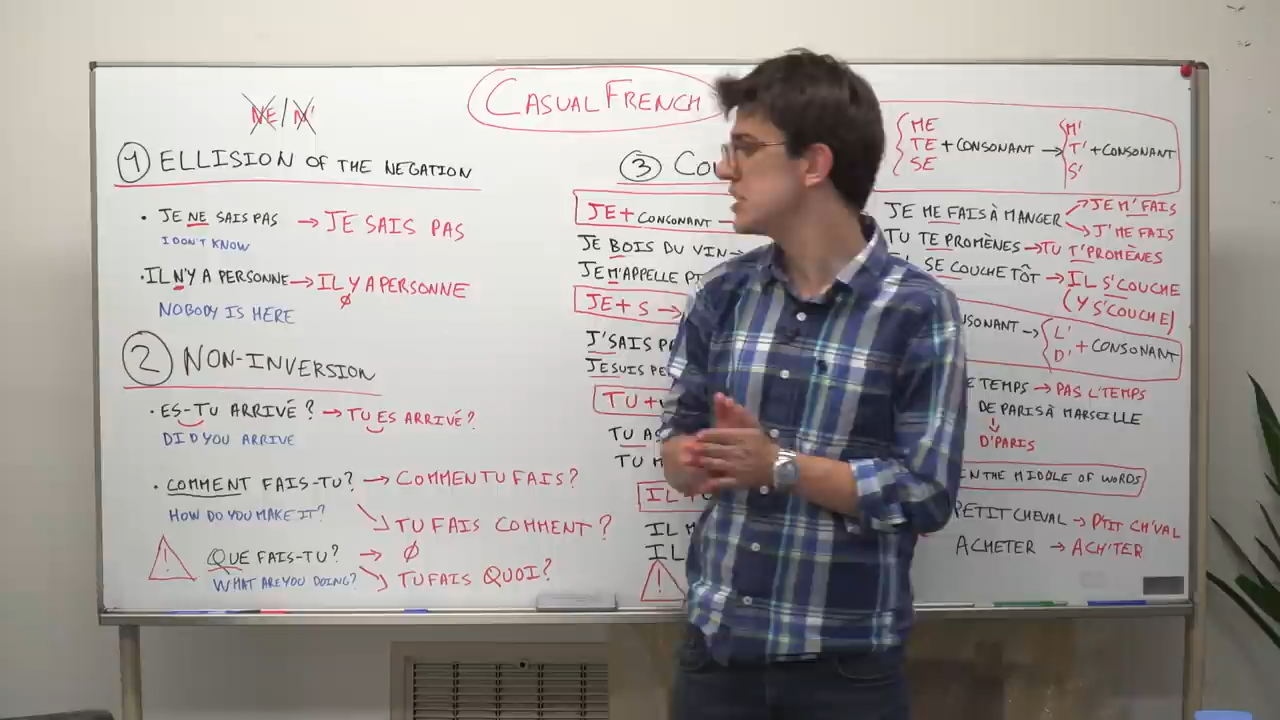 CASUAL FRENCH
NE / N'
1 ELLISION OF THE NEGATION
• JE NE SAIS PAS → JE SAIS PAS
I DON'T KNOW
• IL N'Y A PERSONNE → IL Y A PERSONNE
Ø
NOBODY IS HERE
2 NON-INVERSION
• ES-TU ARRIVÉ ? → TU ES ARRIVÉ ?
DID YOU ARRIVE
• COMMENT FAIS-TU? → COMMEN TU FAIS?
HOW DO YOU MAKE IT?
TU FAIS COMMENT ?
! QUE FAIS-TU? → Ø
WHAT ARE YOU DOING?
TU FAIS QUOI?
3
JE + CONSONANT
JE BOIS DU VIN
JE M'APPELLE
JE + S →
J'SAIS
JE SUIS
TU +
TU
IL
!
ME
TE + CONSONANT →
SE
M'
T' + CONSONANT
S'
JE ME FAIS À MANGER
JE M'FAIS
J'ME FAIS
TU TE PROMÈNES → TU T'PROMÈNES
SE COUCHE TÔT → IL S'COUCHE
(Y S'COUCHE)
L'
D' + CONSONANT
TEMPS → PAS L'TEMPS
DE PARIS À MARSEILLE
↓
D'PARIS
IN THE MIDDLE OF WORDS
PETIT CHEVAL → P'TIT CH'VAL
ACHETER → ACH'TER